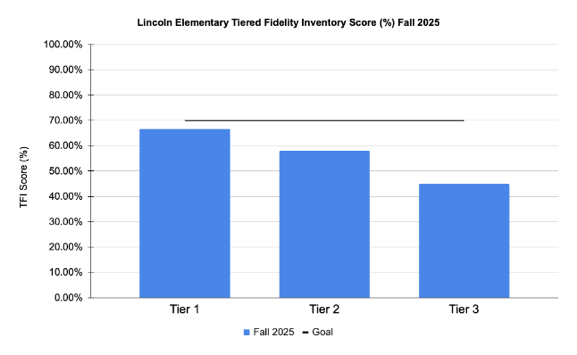 Lincoln Elementary Tiered Fidelity Inventory Score (%) Fall 2025
100.00%
90.00%
80.00%
70.00%
60.00%
50.00%
40.00%
30.00%
20.00%
10.00%
0.00%
TFI Score (%)
Tier 1 Tier 2 Tier 3
Fall 2025 Goal